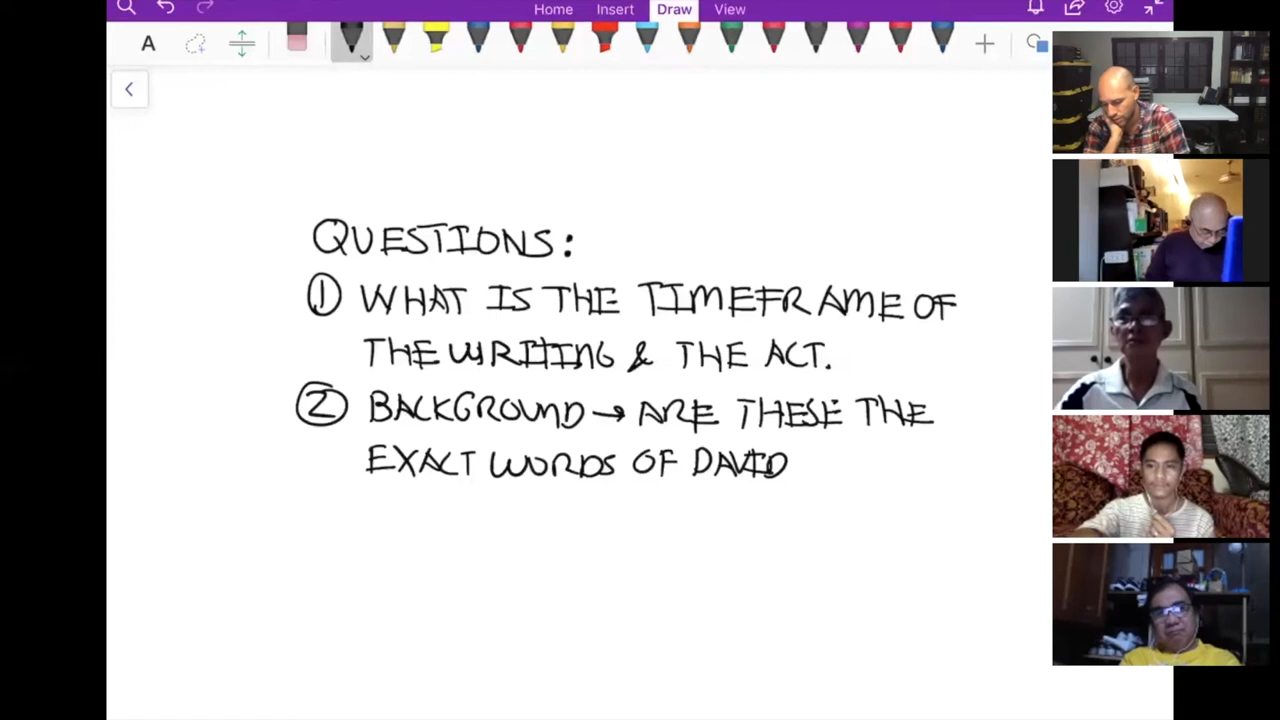 Home Insert Draw View
A
QUESTIONS:
① WHAT IS THE TIMEFRAME OF
THE WRITING & THE ACT.
② BACKGROUND → ARE THESE THE
EXACT WORDS OF DAVID